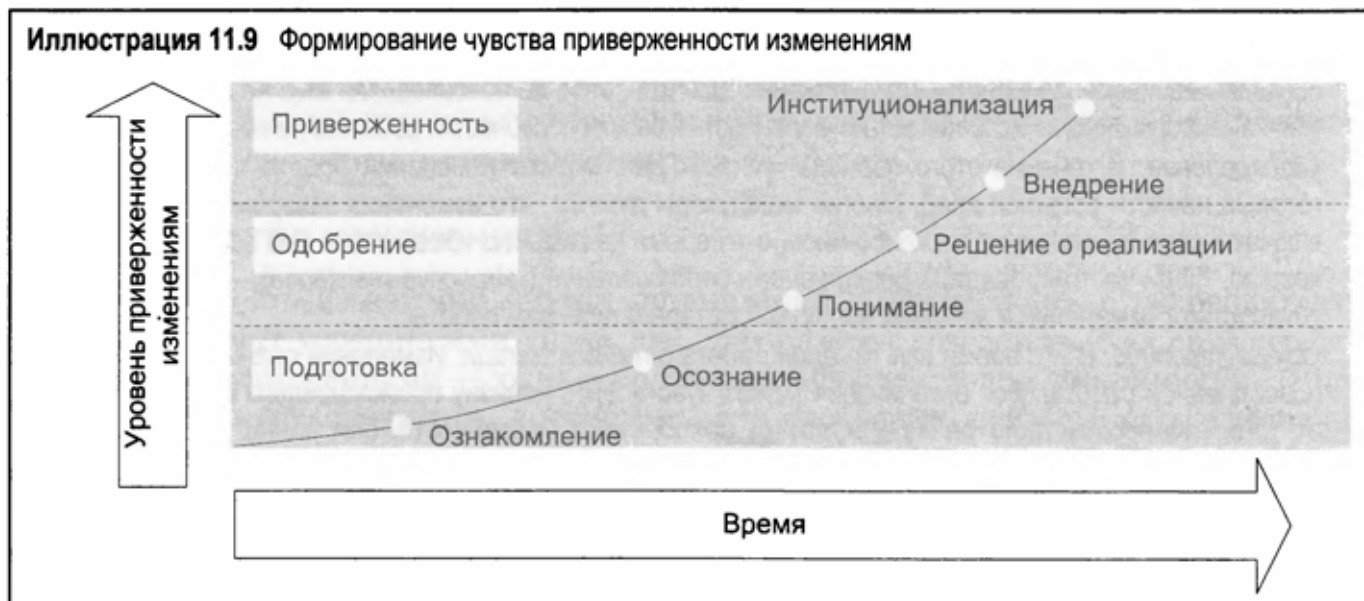 Иллюстрация 11.9 Формирование чувства приверженности изменениям
Уровень приверженности
изменениям
Приверженность
Одобрение
Подготовка
Институционализация
Внедрение
Решение о реализации
Понимание
Осознание
Ознакомление
Время